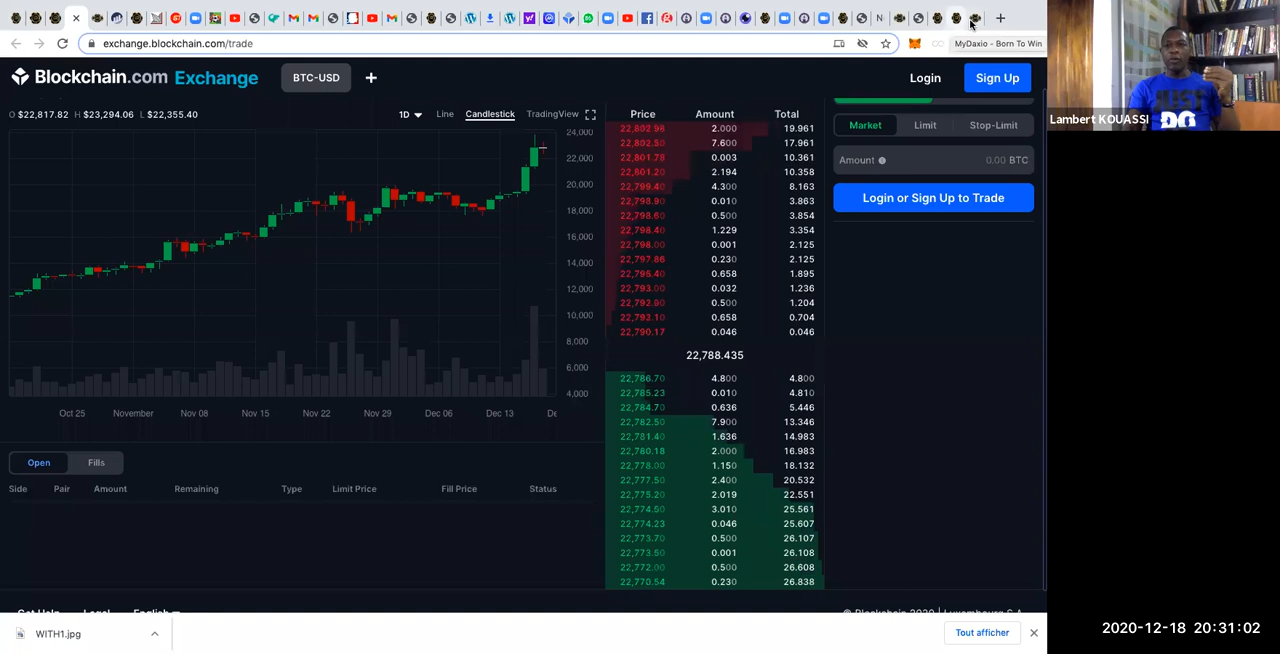 exchange.blockchain.com/trade
MyDaxio - Born To Win
Blockchain.com Exchange
BTC-USD
+
Login
Sign Up
O $22,817.82 H $23,294.06 L $22,355.40
1D
Line
Candlestick
TradingView
24,000
22,000
20,000
18,000
16,000
14,000
12,000
10,000
8,000
6,000
4,000
Oct 25 November Nov 08 Nov 15 Nov 22 Nov 29 Dec 06 Dec 13 De
Open Fills
Side Pair Amount Remaining Type Limit Price Fill Price Status
Price Amount Total
22,802.98 2.000 19.961
22,802.50 7.600 17.961
22,801.78 0.003 10.361
22,801.20 2.194 10.358
22,799.40 4.300 8.163
22,798.90 0.010 3.863
22,798.60 0.500 3.854
22,798.40 1.229 3.354
22,798.00 0.001 2.125
22,797.86 0.230 2.125
22,795.40 0.658 1.895
22,793.00 0.032 1.236
0.500 1.204
22,793.10 0.658 0.704
22,790.17 0.046 0.046
22,788.435
22,786.70 4.800 4.800
22,785.23 0.010 4.810
22,784.70 0.636 5.446
22,782.50 7.900 13.346
22,781.40 1.636 14.983
22,780.18 2.000 16.983
22,778.00 1.150 18.132
22,777.50 2.400 20.532
22,775.20 2.019 22.551
22,774.50 3.010 25.561
22,774.23 0.046 25.607
22,773.70 0.500 26.107
22,773.50 0.001 26.108
22,772.00 0.500 26.608
22,770.54 0.230 26.838
Market Limit Stop-Limit
Amount 0.00 BTC
Login or Sign Up to Trade
Get Help Legal English
© Blockchain 2020 Luxembourg S.A.
WITH1.jpg
Tout afficher
Lambert KOUASSI
JUST
DO
2020-12-18 20:31:02